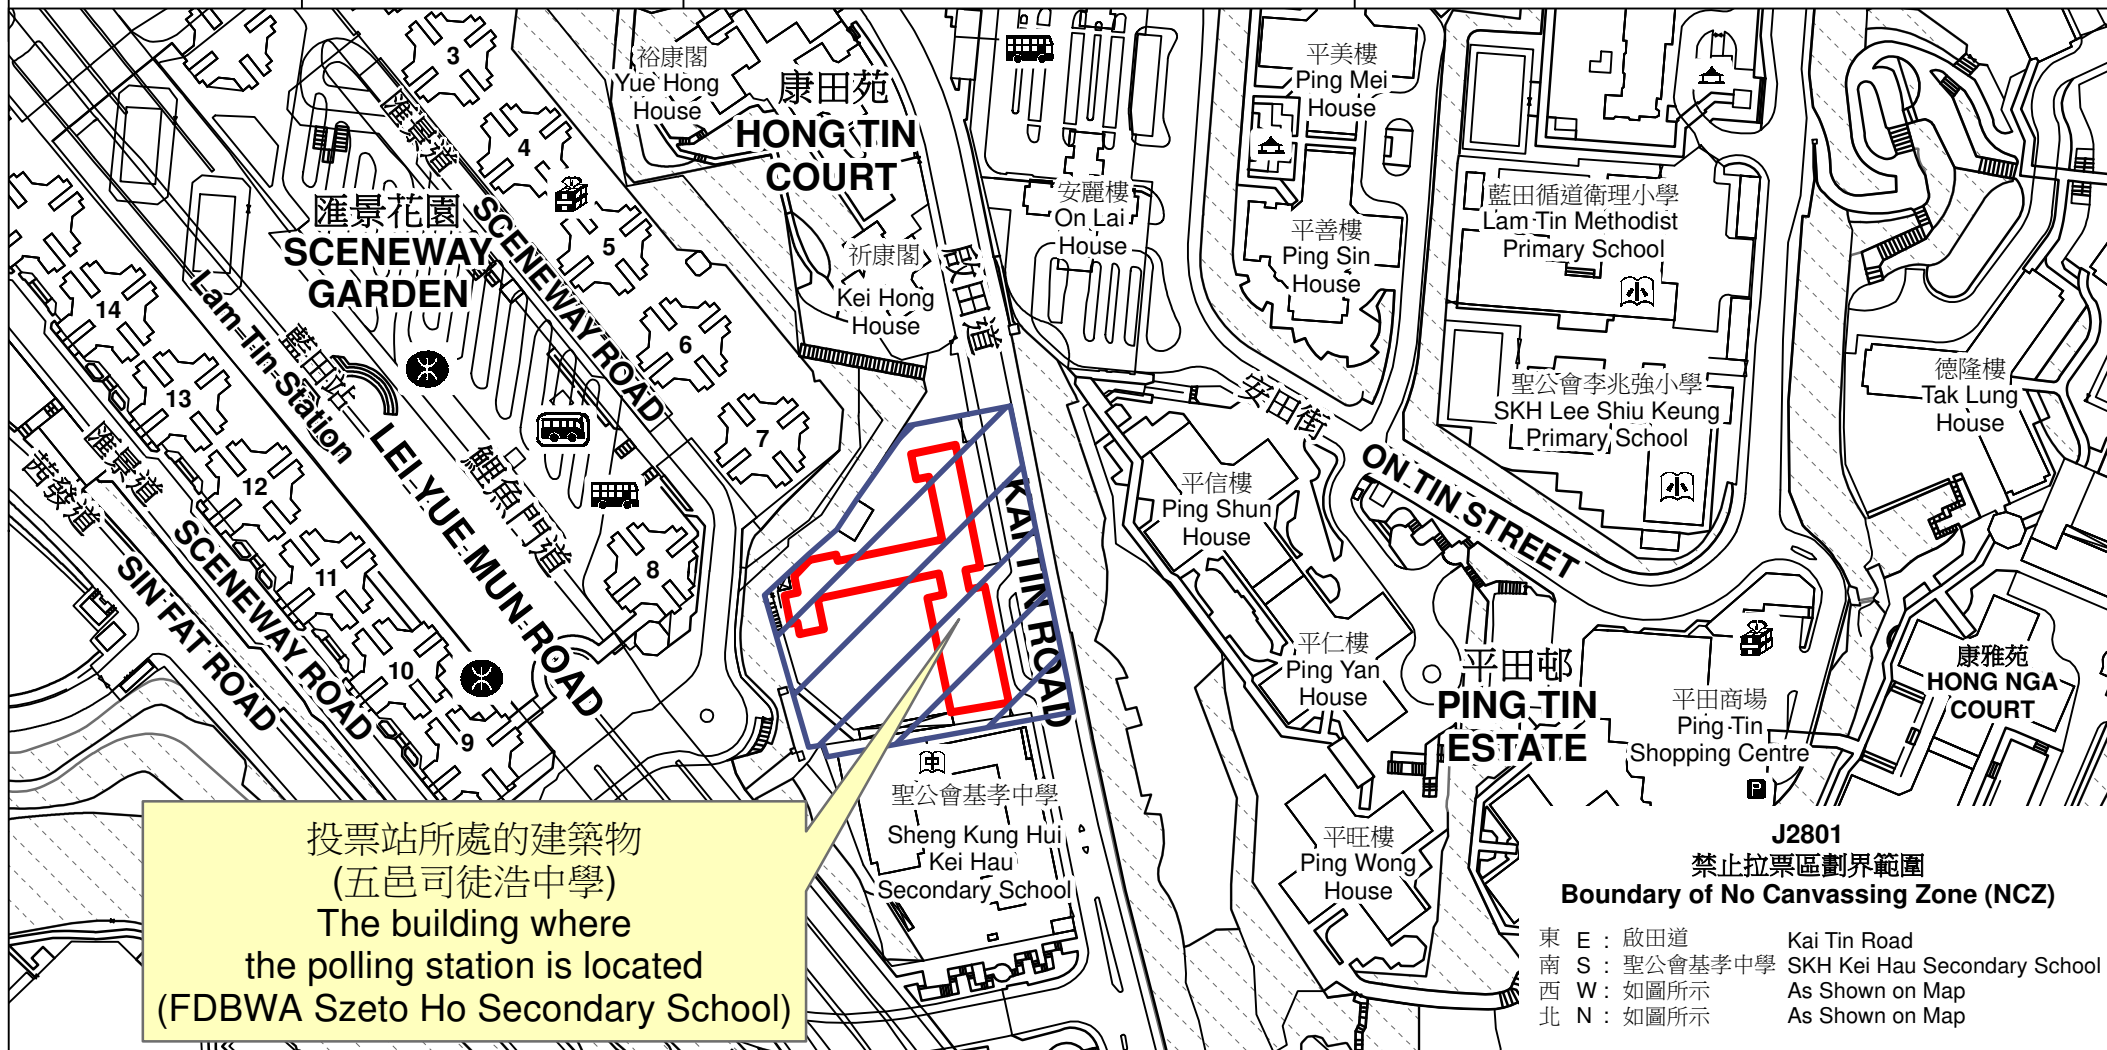 3
4
5
6
7
8
14
13
12
11
10
9
匯景道
SCENEWAY ROAD
匯景花園
SCENEWAY
GARDEN
藍田站
Lam Tin Station
鯉魚門道
LEI YUE MUN ROAD
匯景道
SCENEWAY ROAD
茜發道
SIN FAT ROAD
裕康閣
Yue Hong
House
康田苑
HONG TIN
COURT
祈康閣
Kei Hong
House
啟田道
KAI TIN ROAD
安麗樓
On Lai
House
平美樓
Ping Mei
House
平善樓
Ping Sin
House
藍田循道衛理小學
Lam Tin Methodist
Primary School
聖公會李兆強小學
SKH Lee Shiu Keung
Primary School
德隆樓
Tak Lung
House
安田街
ON TIN STREET
平信樓
Ping Shun
House
平仁樓
Ping Yan
House
平田邨
PING TIN
ESTATE
平田商場
Ping Tin
Shopping Centre
P
康雅苑
HONG NGA
COURT
平旺樓
Ping Wong
House
中
聖公會基孝中學
Sheng Kung Hui
Kei Hau
Secondary School
投票站所處的建築物
(五邑司徒浩中學)
The building where
the polling station is located
(FDBWA Szeto Ho Secondary School)
J2801
禁止拉票區劃界範圍
Boundary of No Canvassing Zone (NCZ)
東 E : 啟田道 Kai Tin Road
南 S : 聖公會基孝中學 SKH Kei Hau Secondary School
西 W : 如圖所示 As Shown on Map
北 N : 如圖所示 As Shown on Map